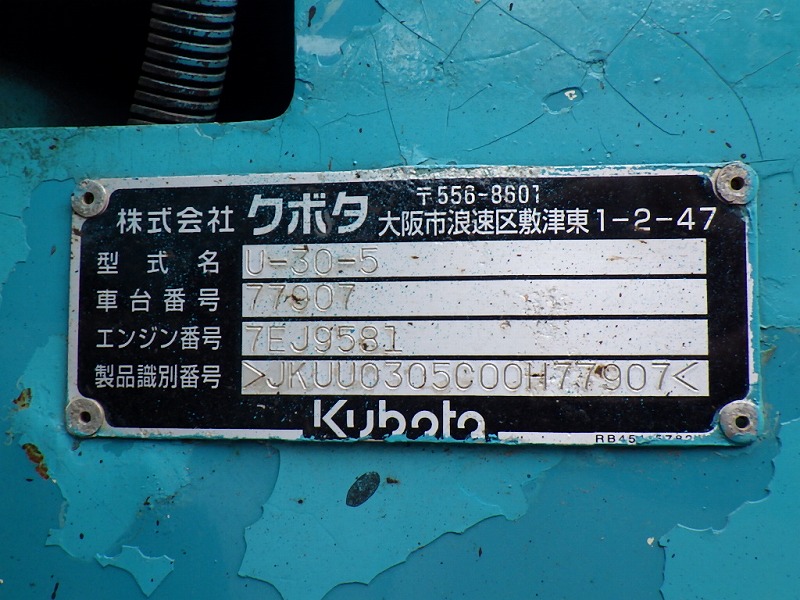 株式会社 クボタ 〒556-8601
大阪市浪速区敷津東1-2-47
型式名 U-30-5
車台番号 77907
エンジン番号 7EJ9581
製品識別番号 >JKUU0305C00H77907<
Kubota